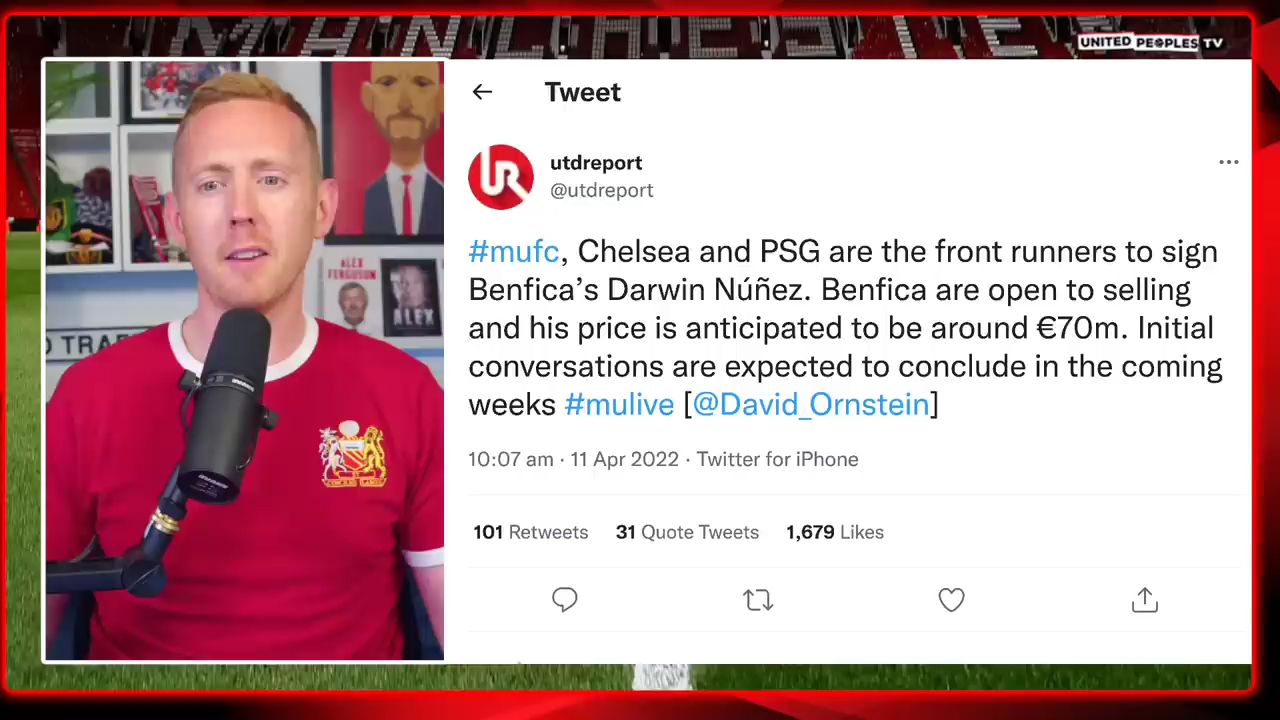 MANCHESTE
UNITED PEOPLES TV
← Tweet
utdreport
@utdreport
#mufc, Chelsea and PSG are the front runners to sign
Benfica’s Darwin Núñez. Benfica are open to selling
and his price is anticipated to be around €70m. Initial
conversations are expected to conclude in the coming
weeks #mulive [@David_Ornstein]
10:07 am · 11 Apr 2022 · Twitter for iPhone
101 Retweets 31 Quote Tweets 1,679 Likes
ALEX
FERGUSON
ALEX
D TRAF